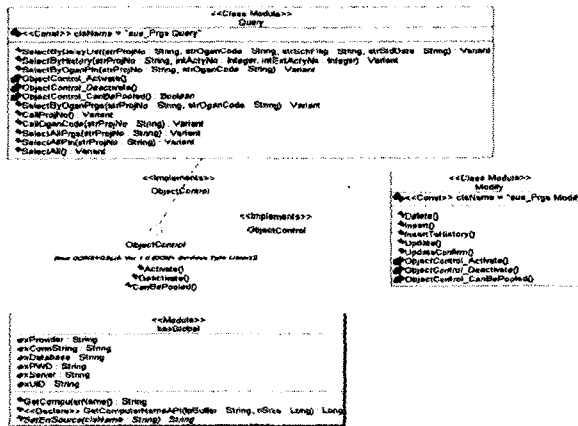 <<Class Module>>
Query
<<Const>> clsName = "sus_Prgs Query"
SelectByDelayList(strProjNo String, strOganCode String, strSchFlag String, strStdDate String) Variant
SelectByHistory(strProjNo String, intActyNo Integer, intExtActyNo Integer) Variant
SelectByOganPln(strProjNo String, strOganCode String) Variant
ObjectControl_Activate()
ObjectControl_Deactivate()
ObjectControl_CanBePooled() Boolean
SelectByOganPrgs(strProjNo String, strOganCode String) Variant
CallProjNo() Variant
CallOganCode(strProjNo String) Variant
SelectAllPrgs(strProjNo String) Variant
SelectAllPln(strProjNo String) Variant
SelectAll() Variant
<<Implements>>
ObjectControl
<<Implements>>
ObjectControl
ObjectControl
Services Type Library
Activate()
Deactivate()
CanBePooled()
<<Class Module>>
Modify
<<Const>> clsName = "sus_Prgs Modify
Delete()
Insert()
InsertToHistory()
Update()
UpdateConfirm()
ObjectControl_Activate()
ObjectControl_Deactivate()
ObjectControl_CanBePooled()
<<Module>>
basGlobal
exProvider String
exConnString String
exDatabase String
exPWD String
exServer String
exUID String
GetComputerName() String
<<Declare>> GetComputerNameAPI(lpBuffer String, nSize Long) Long
SetErrSource(clsName String) String